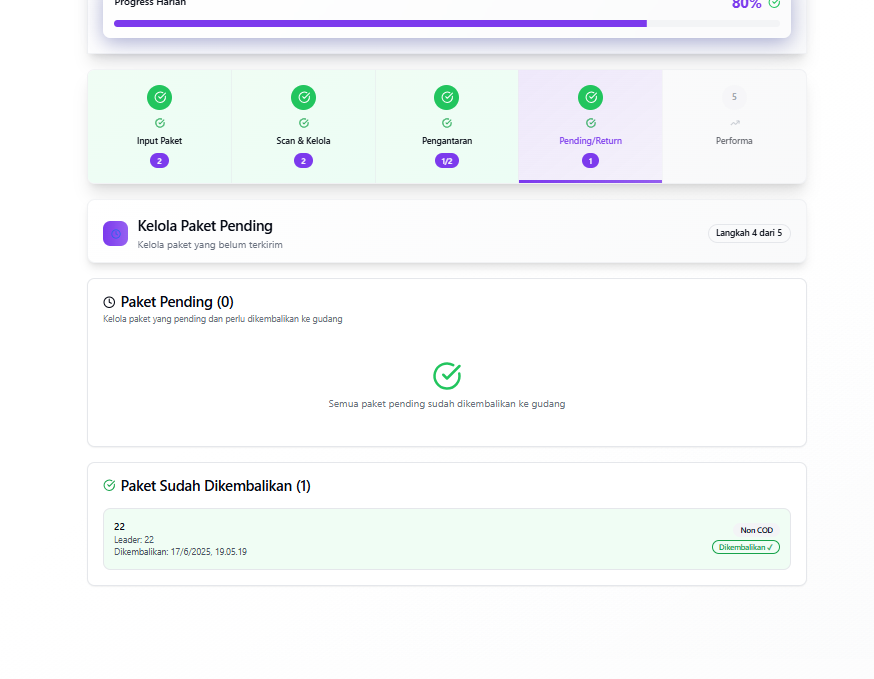 Progress Harian
80%
5
Input Paket
Scan & Kelola
Pengantaran
Pending/Return
Performa
2
2
1/2
1
Kelola Paket Pending
Kelola paket yang belum terkirim
Langkah 4 dari 5
Paket Pending (0)
Kelola paket yang pending dan perlu dikembalikan ke gudang
Semua paket pending sudah dikembalikan ke gudang
Paket Sudah Dikembalikan (1)
22
Non COD
Leader: 22
Dikembalikan: 17/6/2025, 19.05.19
Dikembalikan ✓